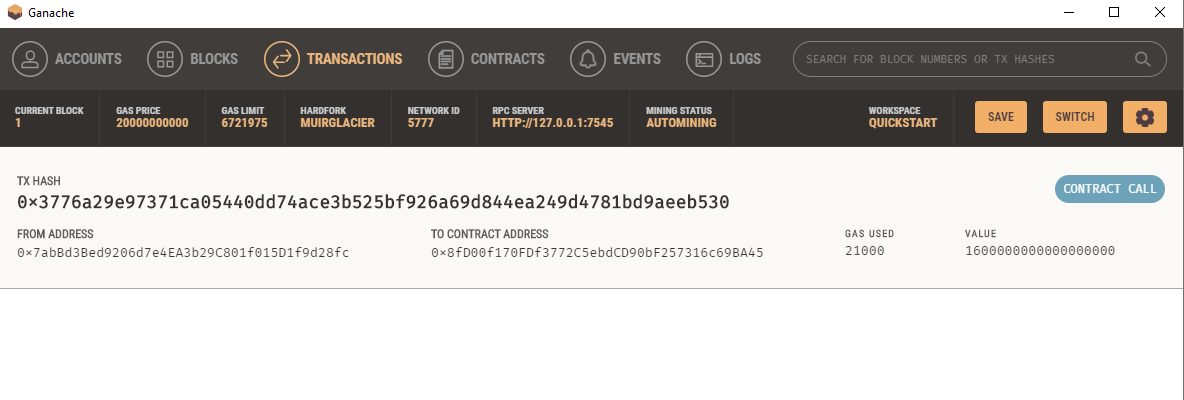 Ganache
ACCOUNTS BLOCKS TRANSACTIONS CONTRACTS EVENTS LOGS SEARCH FOR BLOCK NUMBERS OR TX HASHES
CURRENT BLOCK GAS PRICE GAS LIMIT HARDFORK NETWORK ID RPC SERVER MINING STATUS WORKSPACE
1 20000000000 6721975 MUIRGLACIER 5777 HTTP://127.0.0.1:7545 AUTOMINING QUICKSTART SAVE SWITCH
TX HASH
0×3776a29e97371ca05440dd74ace3b525bf926a69d844ea249d4781bd9aeeb530 CONTRACT CALL
FROM ADDRESS TO CONTRACT ADDRESS GAS USED VALUE
0×7abBd3Bed9206d7e4EA3b29C801f015D1f9d28fc 0×8fD00f170FDf3772C5ebdCD90bF257316c69BA45 21000 1600000000000000000